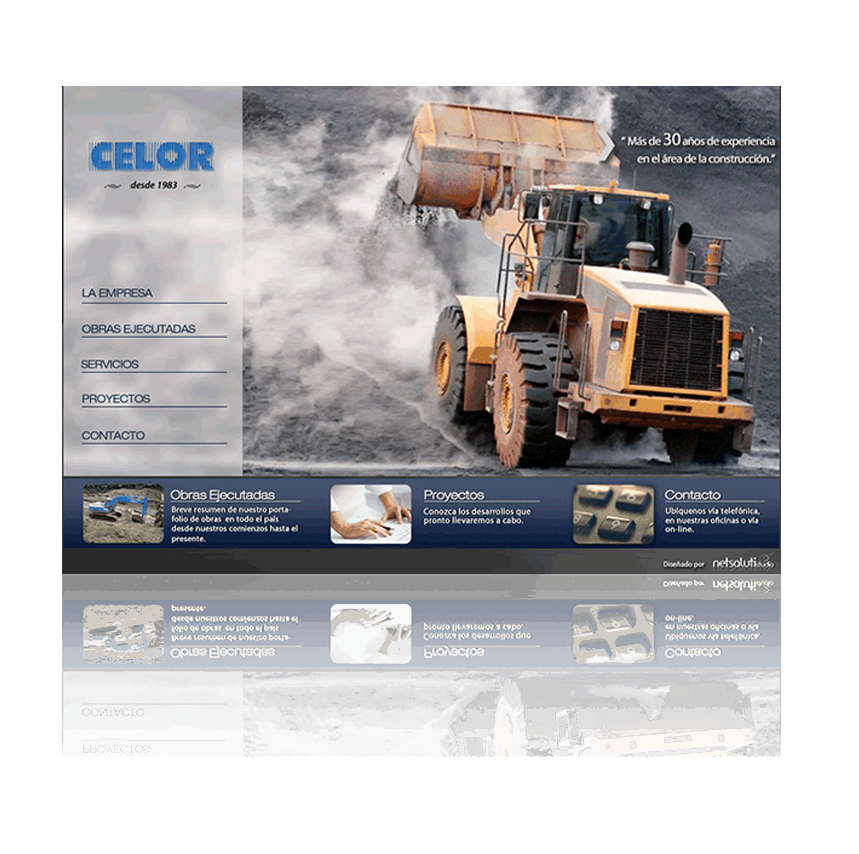 CELOR
desde 1983
“ Más de 30 años de experiencia
en el área de la construcción.”
LA EMPRESA
OBRAS EJECUTADAS
SERVICIOS
PROYECTOS
CONTACTO
Obras Ejecutadas
Breve resumen de nuestro porta-
folio de obras en todo el país
desde nuestros comienzos hasta el
presente.
Proyectos
Conozca los desarrollos que
pronto llevaremos a cabo.
Contacto
Ubíquenos vía telefónica,
en nuestras oficinas o vía
on-line.
Diseñado por